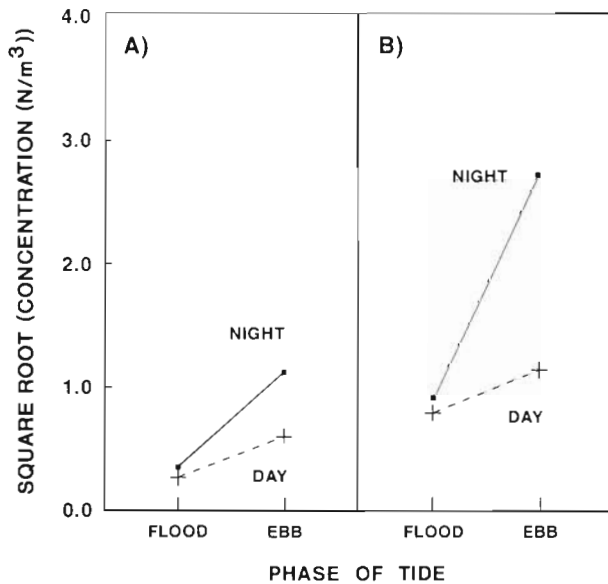 SQUARE ROOT (CONCENTRATION (N/m³))
4.0
3.0
2.0
1.0
0.0
A)
NIGHT
DAY
FLOOD
EBB
B)
NIGHT
DAY
FLOOD
EBB
PHASE OF TIDE